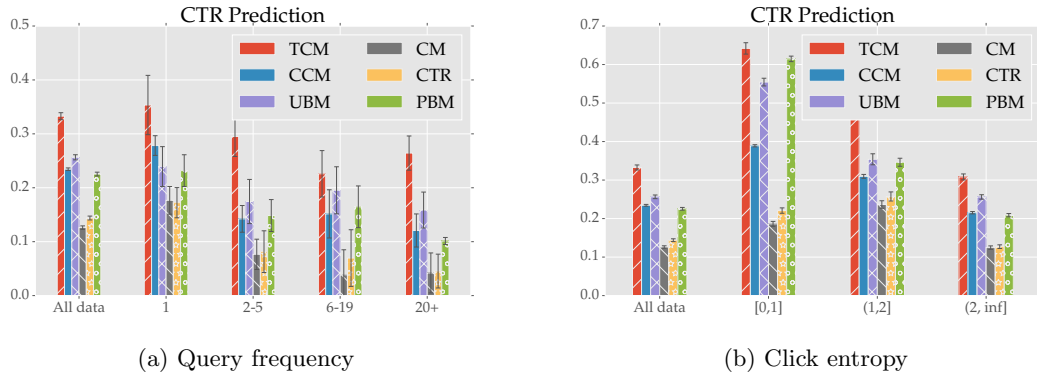 CTR Prediction
0.5
0.4
0.3
0.2
0.1
0.0
TCM CM
CCM CTR
UBM PBM
All data 1 2-5 6-19 20+
(a) Query frequency
CTR Prediction
0.7
0.6
0.5
0.4
0.3
0.2
0.1
0.0
TCM CM
CCM CTR
UBM PBM
All data [0,1] (1,2] (2, inf]
(b) Click entropy